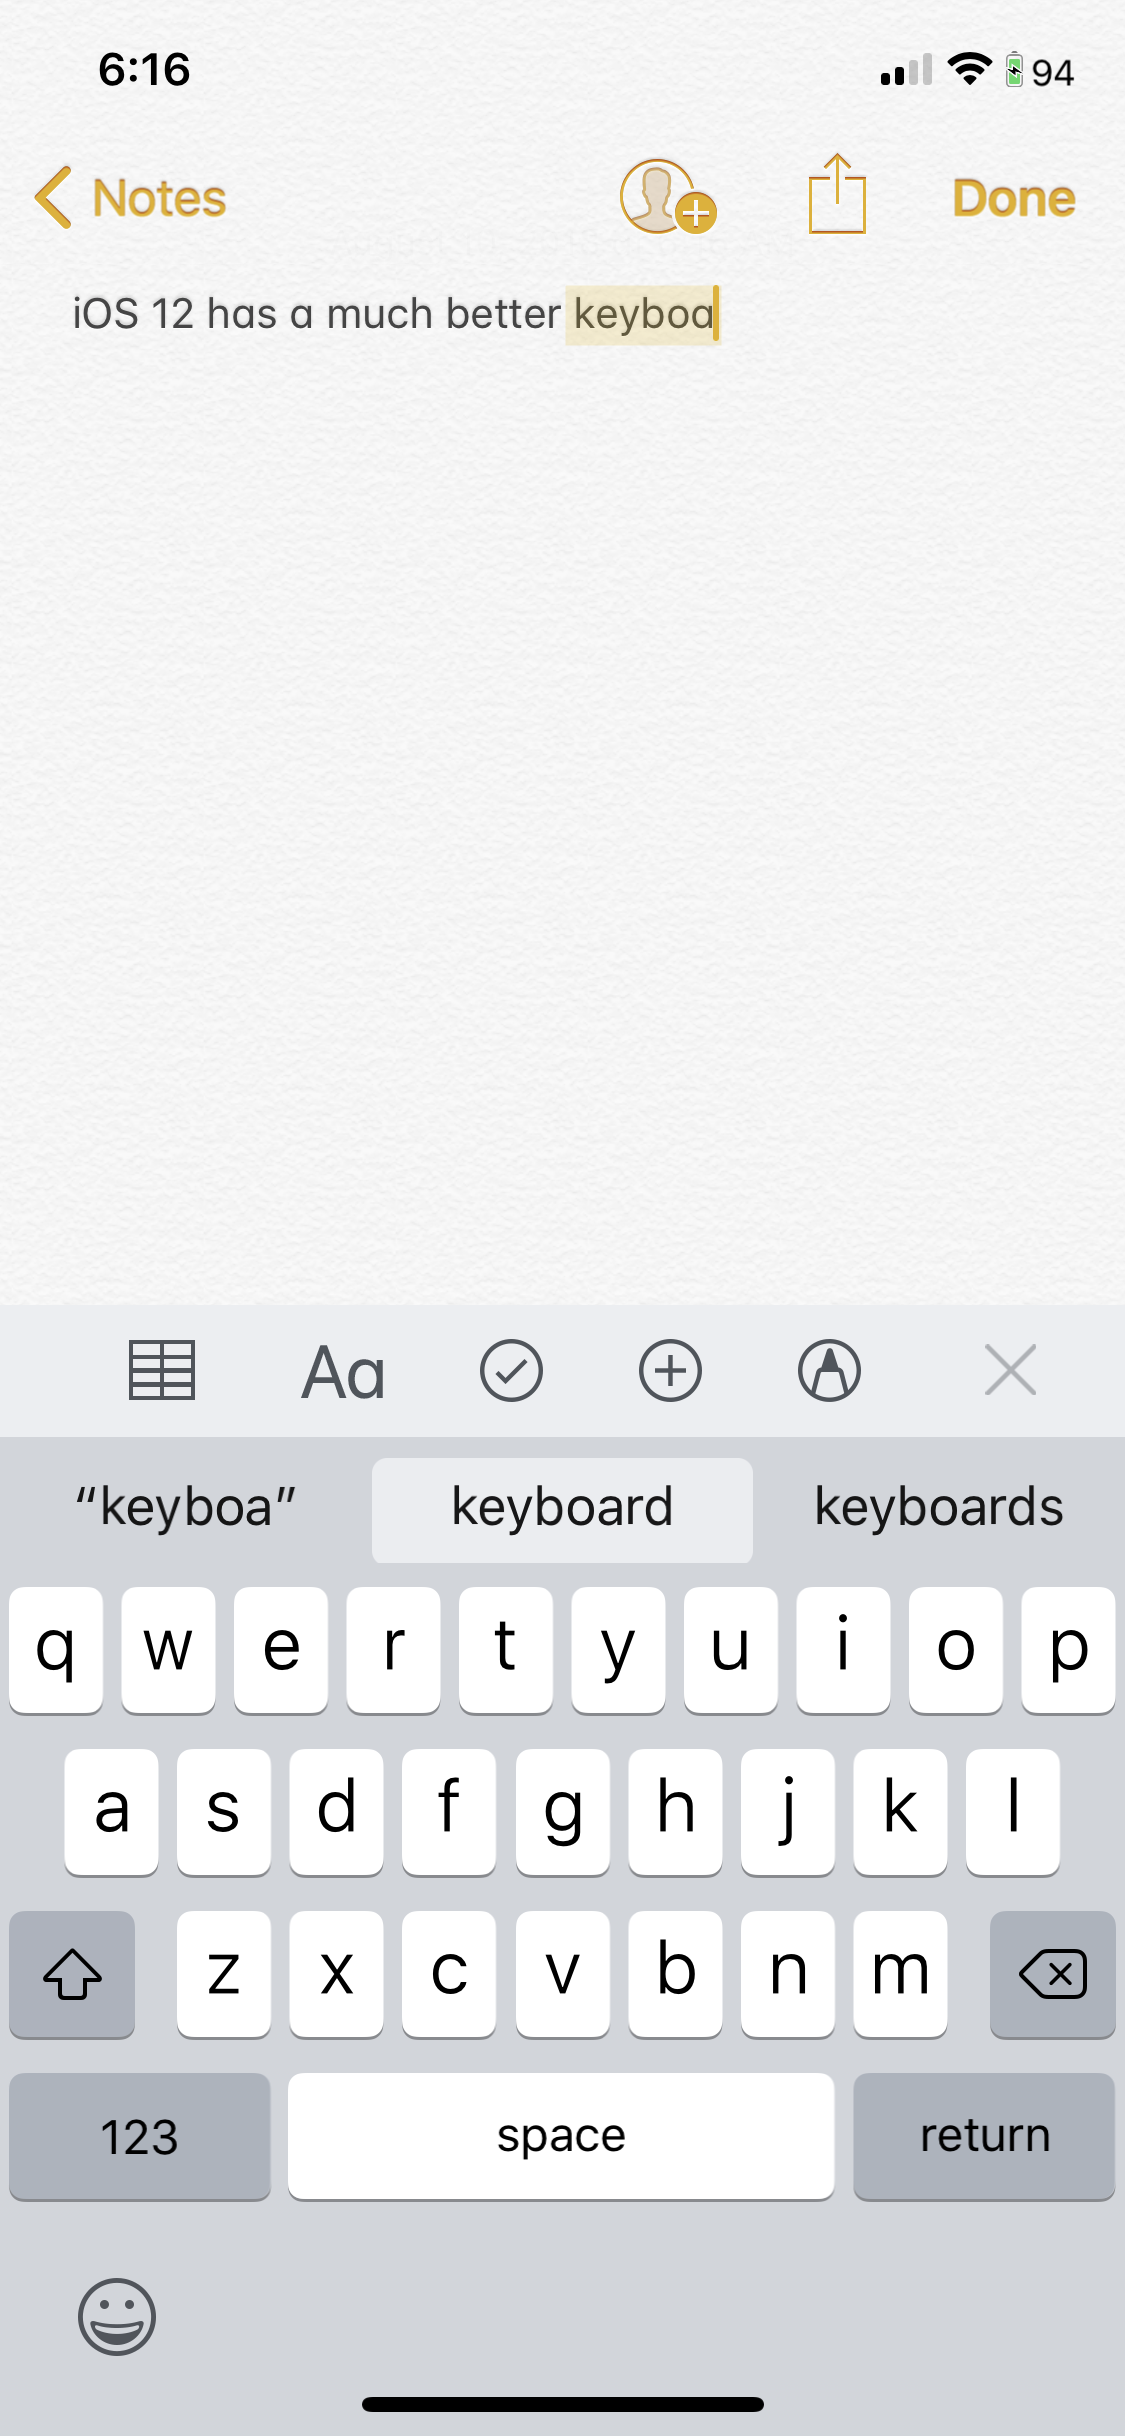 6:16 94
Notes Done
iOS 12 has a much better keyboa
Aa
“keyboa” keyboard keyboards
q w e r t y u i o p
a s d f g h j k l
z x c v b n m
123 space return